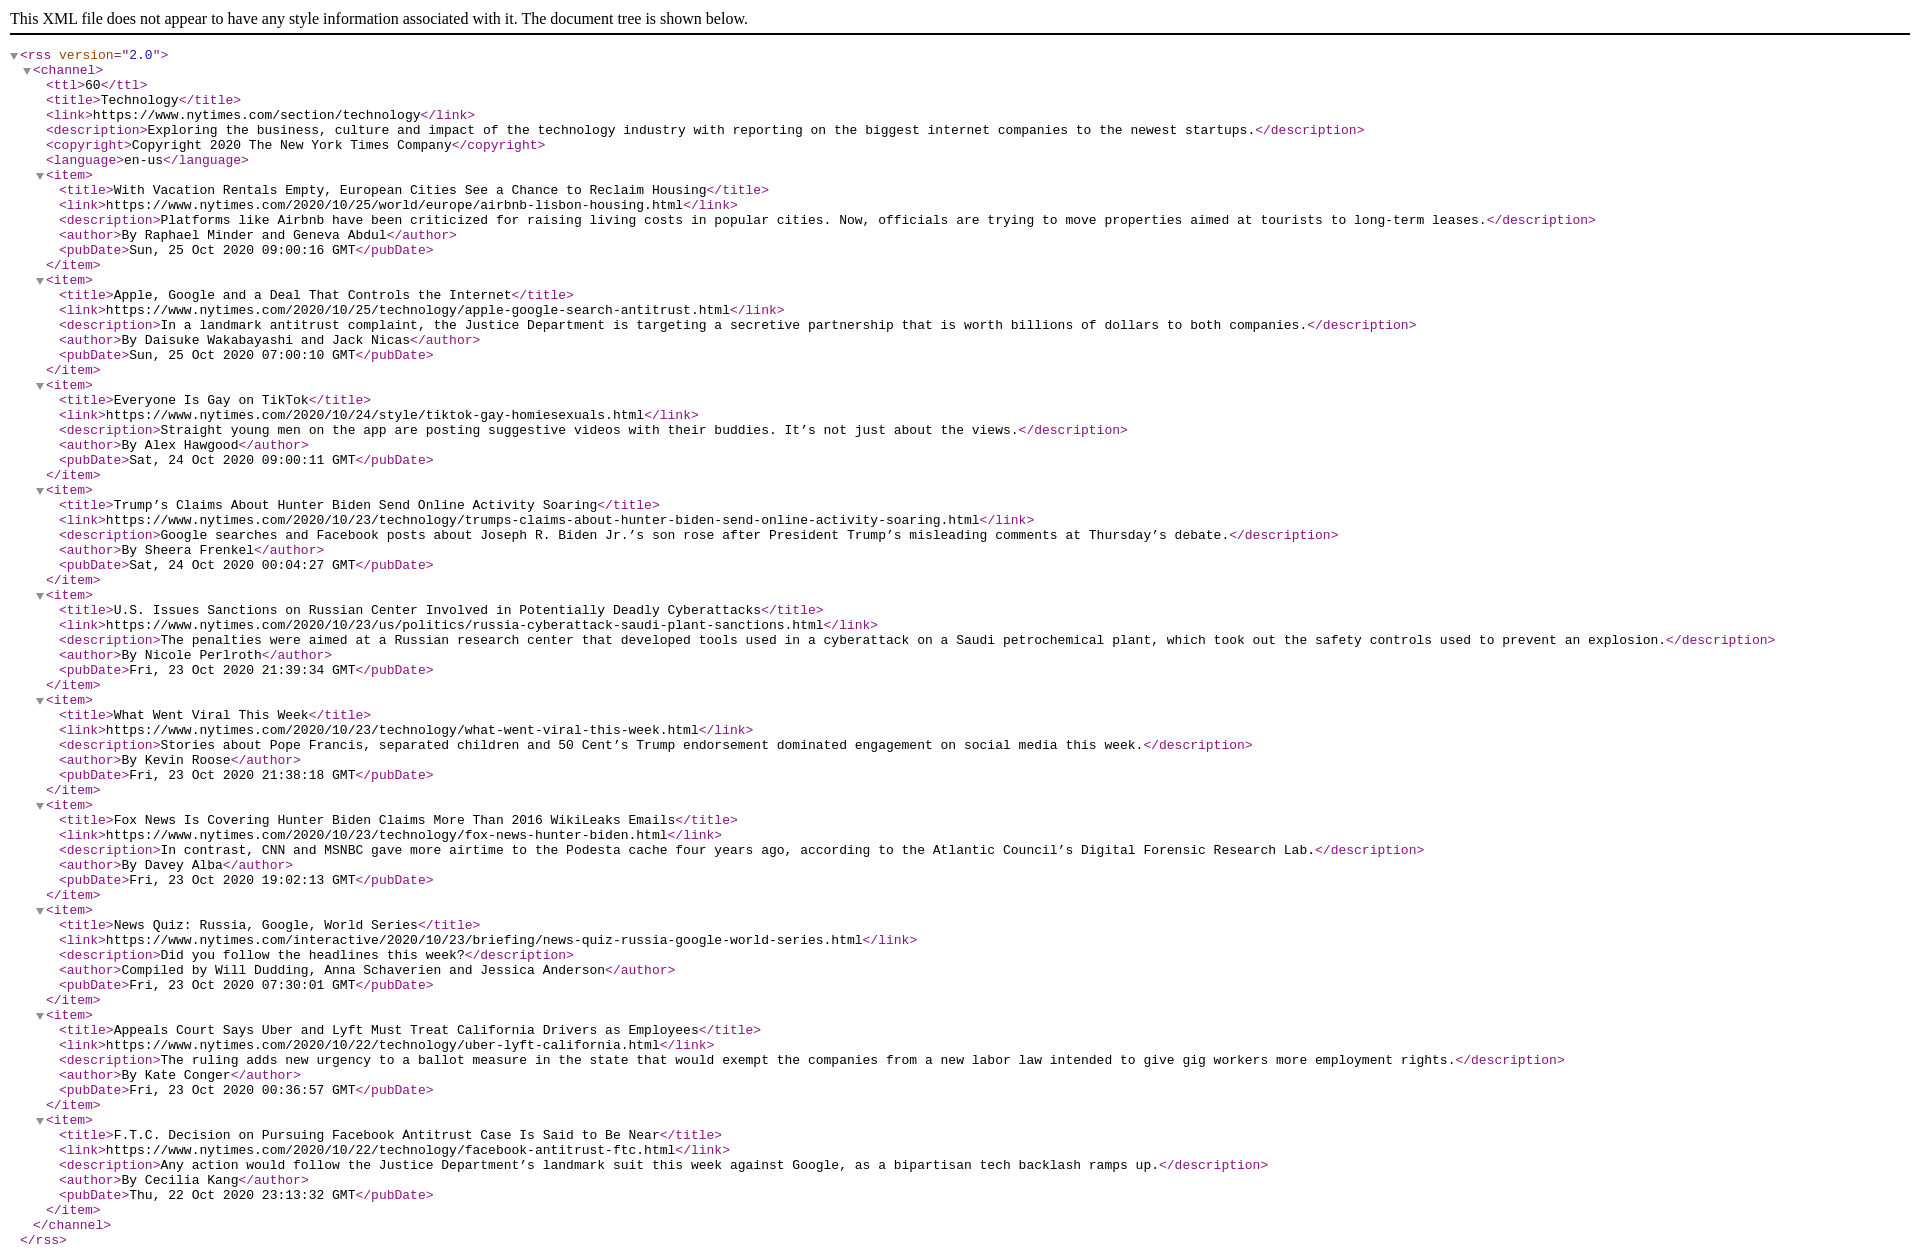 This XML file does not appear to have any style information associated with it. The document tree is shown below.
<rss version="2.0">
<channel>
<ttl>60</ttl>
<title>Technology</title>
<link>https://www.nytimes.com/section/technology</link>
<description>Exploring the business, culture and impact of the technology industry with reporting on the biggest internet companies to the newest startups.</description>
<copyright>Copyright 2020 The New York Times Company</copyright>
<language>en-us</language>
<item>
<title>With Vacation Rentals Empty, European Cities See a Chance to Reclaim Housing</title>
<link>https://www.nytimes.com/2020/10/25/world/europe/airbnb-lisbon-housing.html</link>
<description>Platforms like Airbnb have been criticized for raising living costs in popular cities. Now, officials are trying to move properties aimed at tourists to long-term leases.</description>
<author>By Raphael Minder and Geneva Abdul</author>
<pubDate>Sun, 25 Oct 2020 09:00:16 GMT</pubDate>
</item>
<item>
<title>Apple, Google and a Deal That Controls the Internet</title>
<link>https://www.nytimes.com/2020/10/25/technology/apple-google-search-antitrust.html</link>
<description>In a landmark antitrust complaint, the Justice Department is targeting a secretive partnership that is worth billions of dollars to both companies.</description>
<author>By Daisuke Wakabayashi and Jack Nicas</author>
<pubDate>Sun, 25 Oct 2020 07:00:10 GMT</pubDate>
</item>
<item>
<title>Everyone Is Gay on TikTok</title>
<link>https://www.nytimes.com/2020/10/24/style/tiktok-gay-homiesexuals.html</link>
<description>Straight young men on the app are posting suggestive videos with their buddies. It’s not just about the views.</description>
<author>By Alex Hawgood</author>
<pubDate>Sat, 24 Oct 2020 09:00:11 GMT</pubDate>
</item>
<item>
<title>Trump’s Claims About Hunter Biden Send Online Activity Soaring</title>
<link>https://www.nytimes.com/2020/10/23/technology/trumps-claims-about-hunter-biden-send-online-activity-soaring.html</link>
<description>Google searches and Facebook posts about Joseph R. Biden Jr.’s son rose after President Trump’s misleading comments at Thursday’s debate.</description>
<author>By Sheera Frenkel</author>
<pubDate>Sat, 24 Oct 2020 00:04:27 GMT</pubDate>
</item>
<item>
<title>U.S. Issues Sanctions on Russian Center Involved in Potentially Deadly Cyberattacks</title>
<link>https://www.nytimes.com/2020/10/23/us/politics/russia-cyberattack-saudi-plant-sanctions.html</link>
<description>The penalties were aimed at a Russian research center that developed tools used in a cyberattack on a Saudi petrochemical plant, which took out the safety controls used to prevent an explosion.</description>
<author>By Nicole Perlroth</author>
<pubDate>Fri, 23 Oct 2020 21:39:34 GMT</pubDate>
</item>
<item>
<title>What Went Viral This Week</title>
<link>https://www.nytimes.com/2020/10/23/technology/what-went-viral-this-week.html</link>
<description>Stories about Pope Francis, separated children and 50 Cent’s Trump endorsement dominated engagement on social media this week.</description>
<author>By Kevin Roose</author>
<pubDate>Fri, 23 Oct 2020 21:38:18 GMT</pubDate>
</item>
<item>
<title>Fox News Is Covering Hunter Biden Claims More Than 2016 WikiLeaks Emails</title>
<link>https://www.nytimes.com/2020/10/23/technology/fox-news-hunter-biden.html</link>
<description>In contrast, CNN and MSNBC gave more airtime to the Podesta cache four years ago, according to the Atlantic Council’s Digital Forensic Research Lab.</description>
<author>By Davey Alba</author>
<pubDate>Fri, 23 Oct 2020 19:02:13 GMT</pubDate>
</item>
<item>
<title>News Quiz: Russia, Google, World Series</title>
<link>https://www.nytimes.com/interactive/2020/10/23/briefing/news-quiz-russia-google-world-series.html</link>
<description>Did you follow the headlines this week?</description>
<author>Compiled by Will Dudding, Anna Schaverien and Jessica Anderson</author>
<pubDate>Fri, 23 Oct 2020 07:30:01 GMT</pubDate>
</item>
<item>
<title>Appeals Court Says Uber and Lyft Must Treat California Drivers as Employees</title>
<link>https://www.nytimes.com/2020/10/22/technology/uber-lyft-california.html</link>
<description>The ruling adds new urgency to a ballot measure in the state that would exempt the companies from a new labor law intended to give gig workers more employment rights.</description>
<author>By Kate Conger</author>
<pubDate>Fri, 23 Oct 2020 00:36:57 GMT</pubDate>
</item>
<item>
<title>F.T.C. Decision on Pursuing Facebook Antitrust Case Is Said to Be Near</title>
<link>https://www.nytimes.com/2020/10/22/technology/facebook-antitrust-ftc.html</link>
<description>Any action would follow the Justice Department’s landmark suit this week against Google, as a bipartisan tech backlash ramps up.</description>
<author>By Cecilia Kang</author>
<pubDate>Thu, 22 Oct 2020 23:13:32 GMT</pubDate>
</item>
</channel>
</rss>